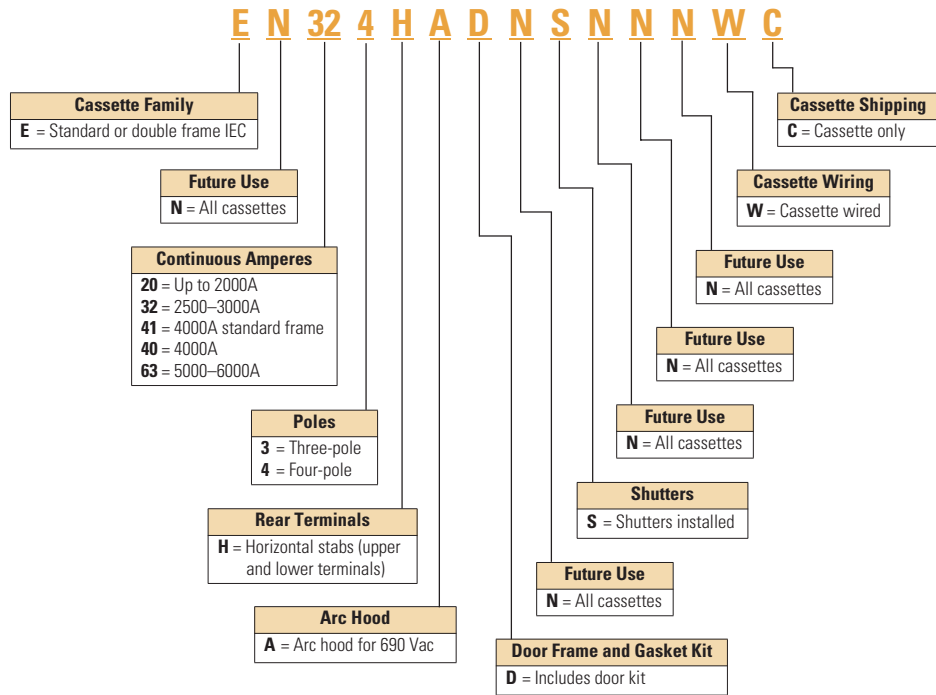 E N 32 4 H A D N S N N N W C
Cassette Family
E = Standard or double frame IEC
Cassette Shipping
C = Cassette only
Future Use
N = All cassettes
Cassette Wiring
W = Cassette wired
Continuous Amperes
20 = Up to 2000A
32 = 2500–3000A
41 = 4000A standard frame
40 = 4000A
63 = 5000–6000A
Future Use
N = All cassettes
Future Use
N = All cassettes
Poles
3 = Three-pole
4 = Four-pole
Future Use
N = All cassettes
Shutters
S = Shutters installed
Rear Terminals
H = Horizontal stabs (upper
and lower terminals)
Future Use
N = All cassettes
Arc Hood
A = Arc hood for 690 Vac
Door Frame and Gasket Kit
D = Includes door kit